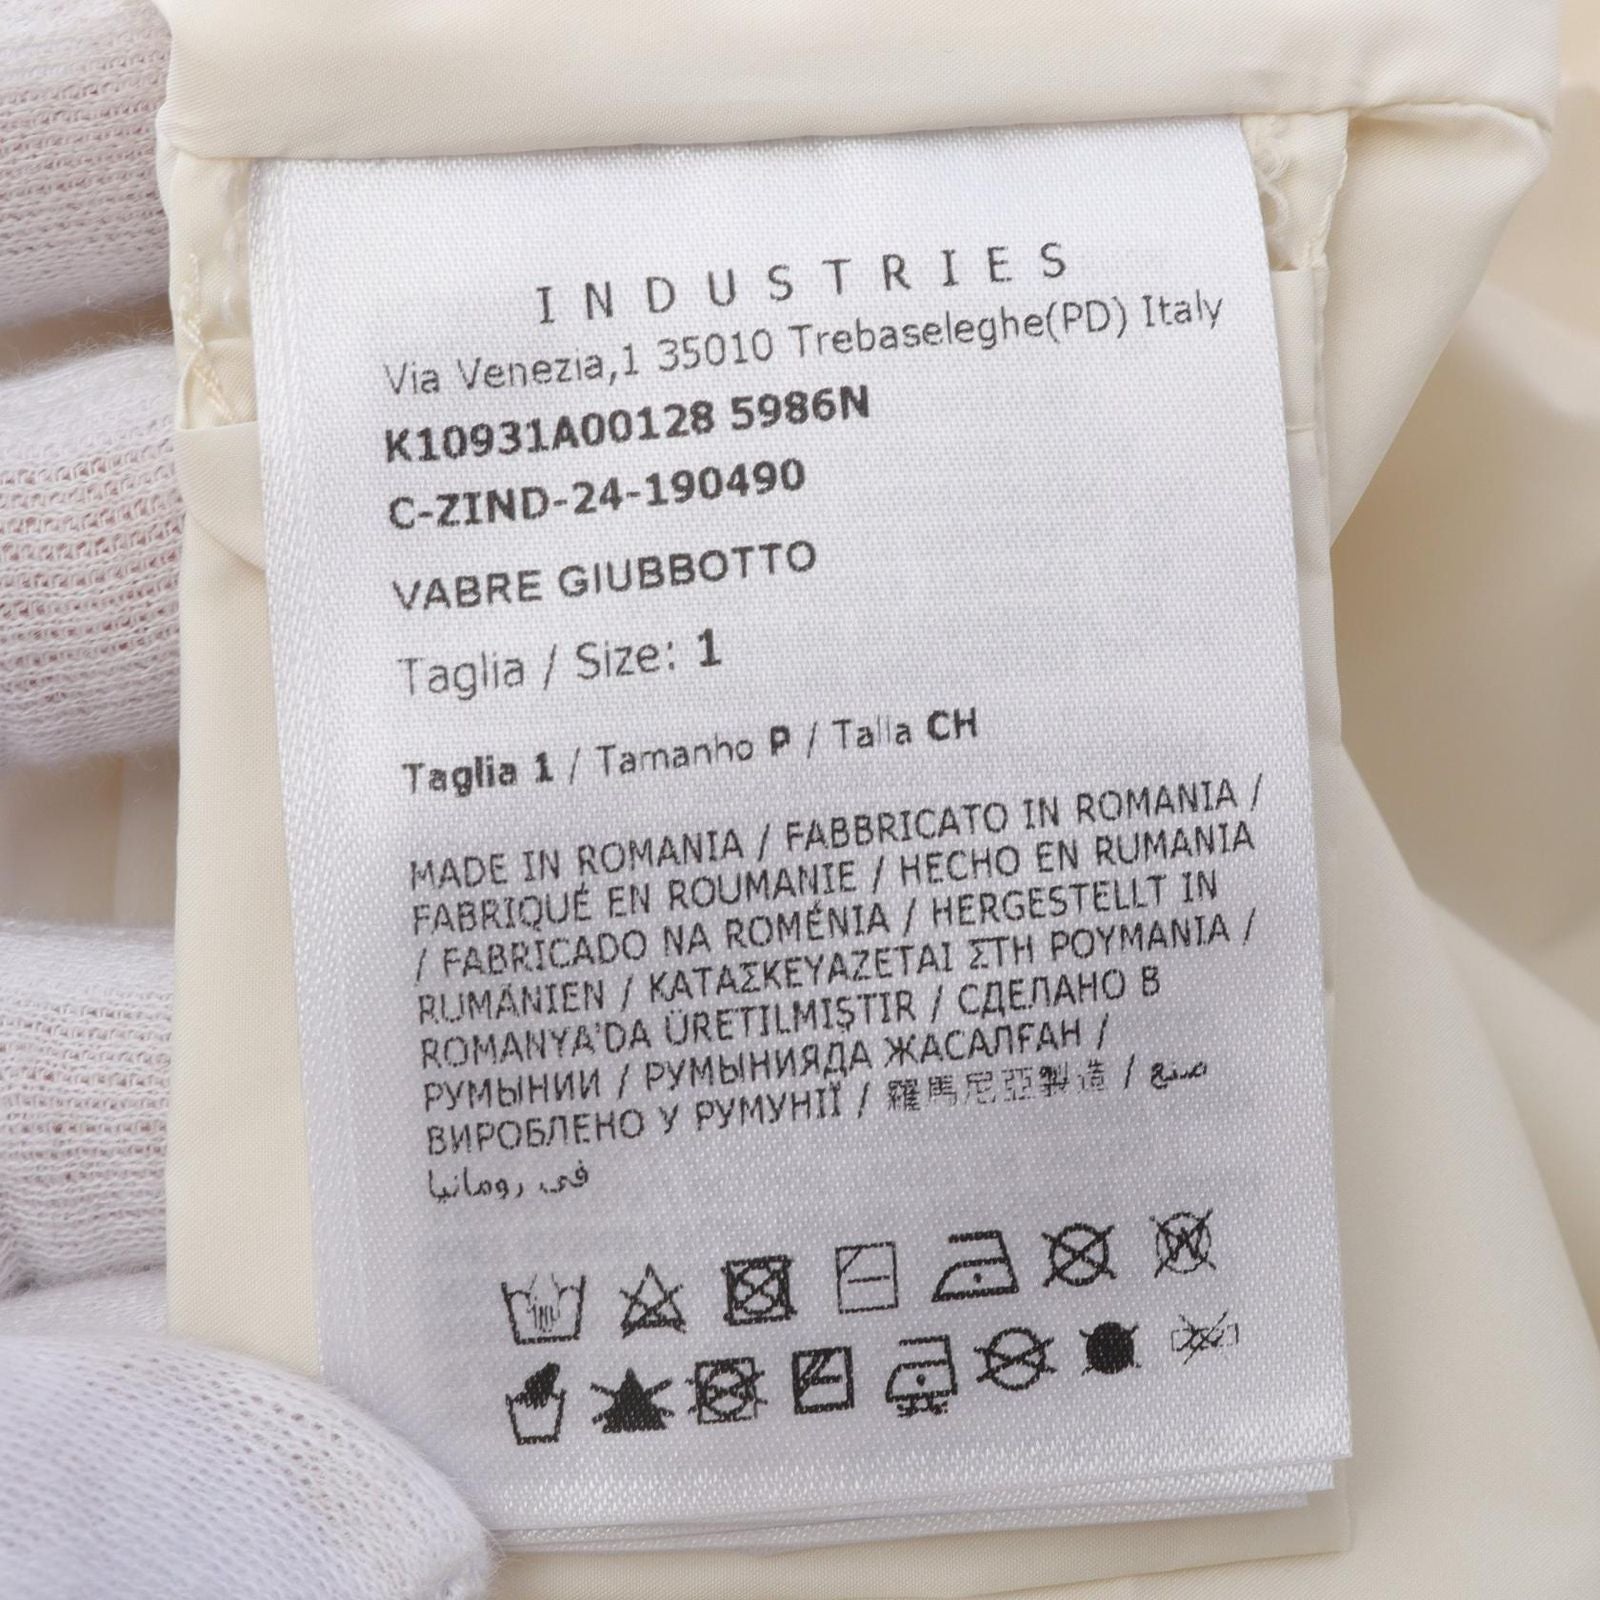 INDUSTRIES
Via Venezia,1 35010 Trebaseleghe(PD) Italy
K10931A00128 5986N
C-ZIND-24-190490
VABRE GIUBBOTTO
Taglia / Size: 1
Taglia 1 / Tamanho P / Talla CH
MADE IN ROMANIA / FABBRICATO IN ROMANIA /
FABRIQUÉ EN ROUMANIE / HECHO EN RUMANIA
/ FABRICADO NA ROMÉNIA / HERGESTELLT IN
RUMÄNIEN / ΚΑΤΑΣΚΕΥΑΖΕΤΑΙ ΣΤΗ ΡΟΥΜΑΝΙΑ /
ROMANYA'DA ÜRETILMIŞTIR / СДЕЛАНО В
РУМЫНИИ / РУМЫНИЯДА ЖАСАЛҒАН /
ВИРОБЛЕНО У РУМУНІЇ / 羅馬尼亞製造 / صنع
في رومانيا
W